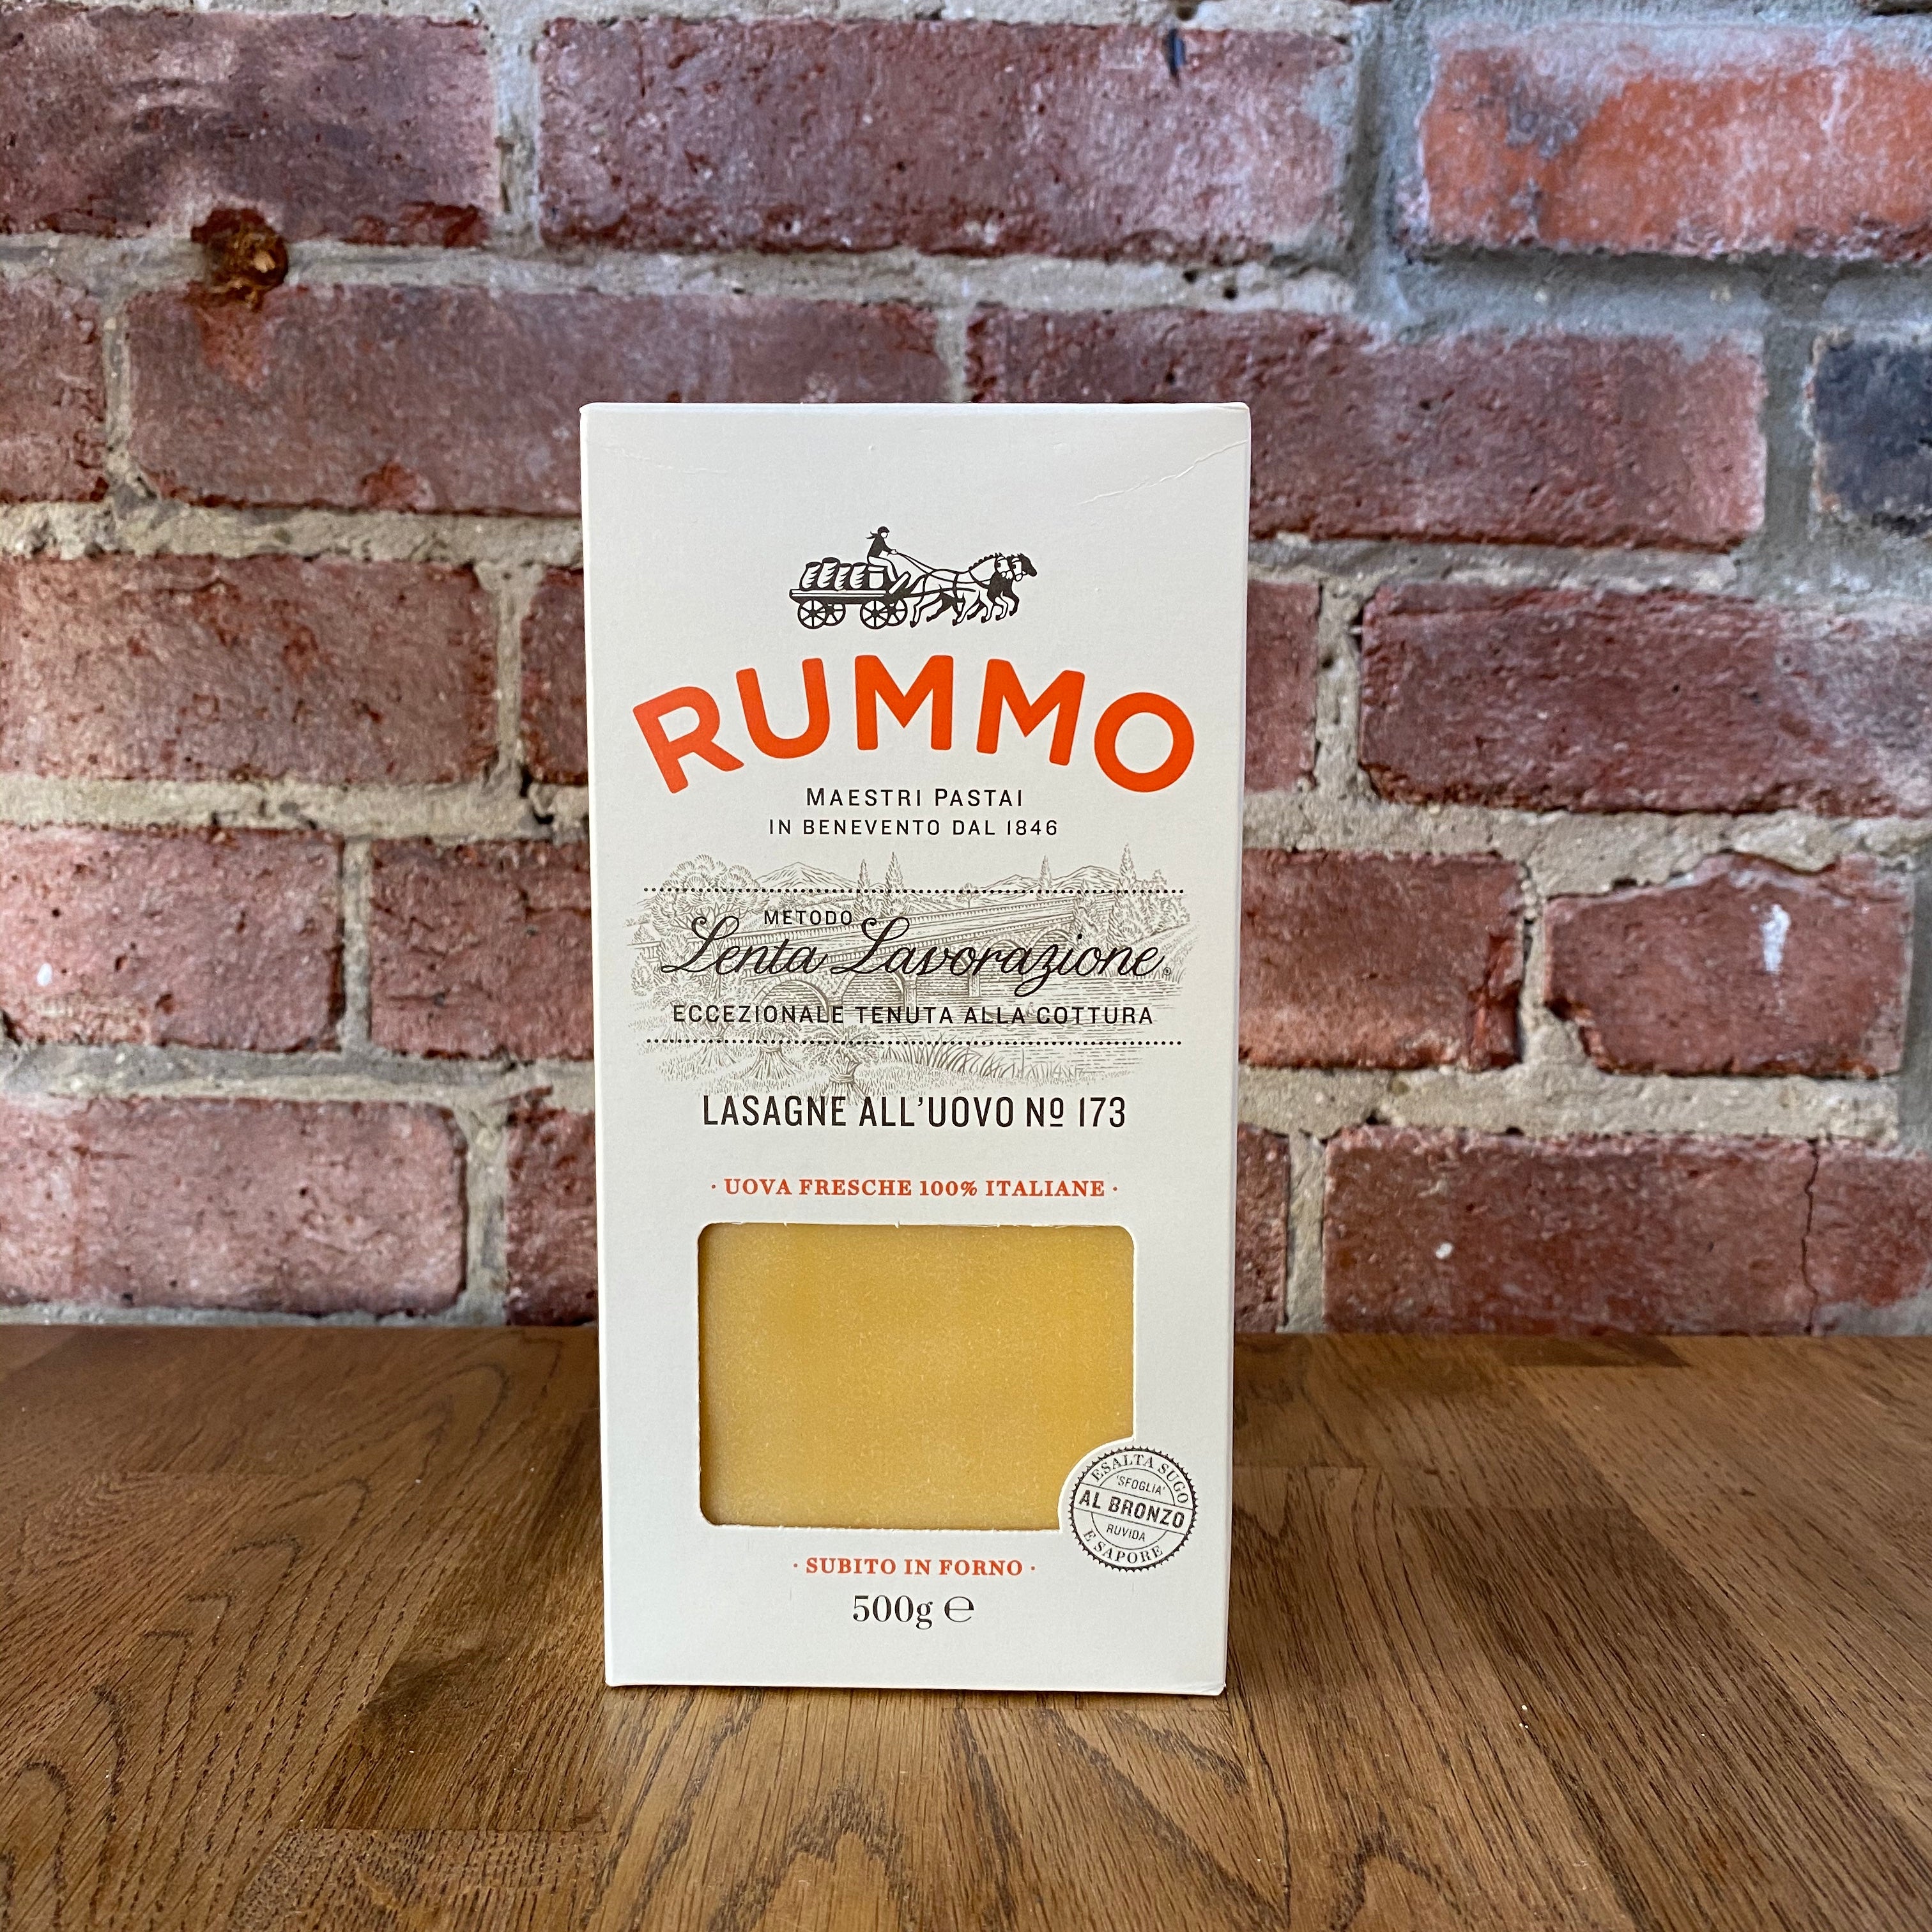 RUMMO
MAESTRI PASTAI
IN BENEVENTO DAL 1846
METODO
Lenta Lavorazione®
ECCEZIONALE TENUTA ALLA COTTURA
LASAGNE ALL'UOVO Nº 173
· UOVA FRESCHE 100% ITALIANE ·
ESALTA SUGO
'SFOGLIA'
AL BRONZO
RUVIDA
E SAPORE
· SUBITO IN FORNO ·
500g ℮